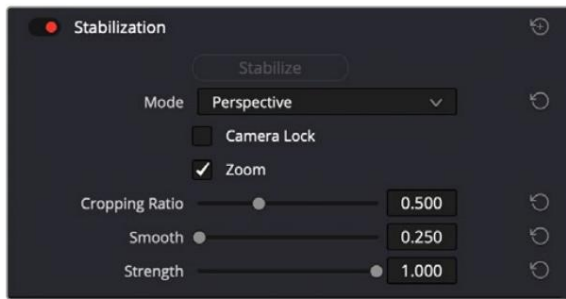 Stabilization
Stabilize
Mode Perspective
Camera Lock
Zoom
Cropping Ratio 0.500
Smooth 0.250
Strength 1.000